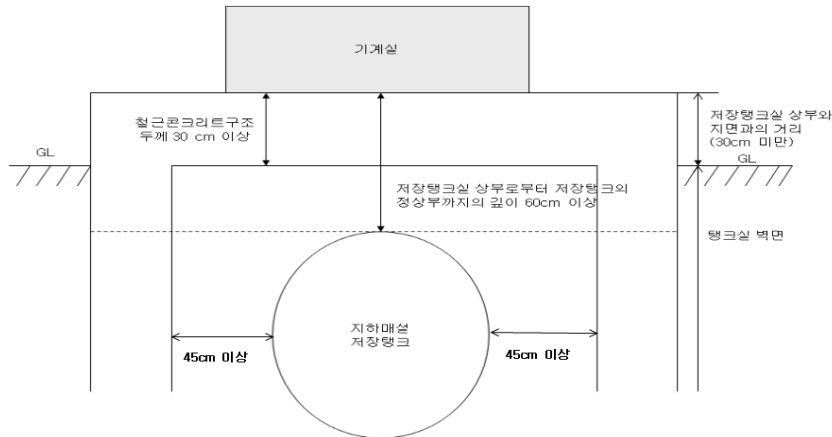 기계실
철근콘크리트구조
두께 30 cm 이상
저장탱크실 상부와
지면과의 거리
(30cm 미만)
GL
GL
저장탱크실 상부로부터 저장탱크의
정상부까지의 깊이 60cm 이상
탱크실 벽면
지하매설
저장탱크
45cm 이상
45cm 이상